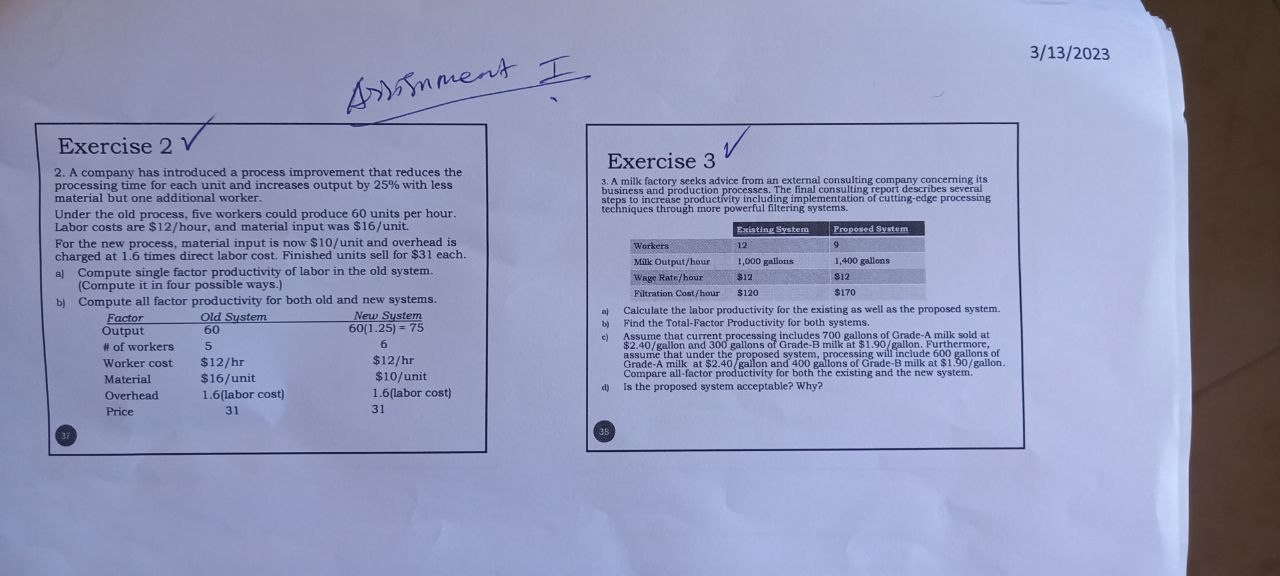 3/13/2023
Assinment I
Exercise 2 ✓
2. A company has introduced a process improvement that reduces the
processing time for each unit and increases output by 25% with less
material but one additional worker.
Under the old process, five workers could produce 60 units per hour.
Labor costs are $12/hour, and material input was $16/unit.
For the new process, material input is now $10/unit and overhead is
charged at 1.6 times direct labor cost. Finished units sell for $31 each.
a) Compute single factor productivity of labor in the old system.
(Compute it in four possible ways.)
b) Compute all factor productivity for both old and new systems.
Factor Old System New System
Output 60 60(1.25) = 75
# of workers 5 6
Worker cost $12/hr $12/hr
Material $16/unit $10/unit
Overhead 1.6(labor cost) 1.6(labor cost)
Price 31 31
37
Exercise 3 ✓
3. A milk factory seeks advice from an external consulting company concerning its
business and production processes. The final consulting report describes several
steps to increase productivity including implementation of cutting-edge processing
techniques through more powerful filtering systems.
Existing System Proposed System
Workers 12 9
Milk Output/hour 1,000 gallons 1,400 gallons
Wage Rate/hour $12 $12
Filtration Cost/hour $120 $170
a) Calculate the labor productivity for the existing as well as the proposed system.
b) Find the Total-Factor Productivity for both systems.
c) Assume that current processing includes 700 gallons of Grade-A milk sold at
$2.40/gallon and 300 gallons of Grade-B milk at $1.90/gallon. Furthermore,
assume that under the proposed system, processing will include 600 gallons of
Grade-A milk at $2.40/gallon and 400 gallons of Grade-B milk at $1.90/gallon.
Compare all-factor productivity for both the existing and the new system.
d) Is the proposed system acceptable? Why?
38